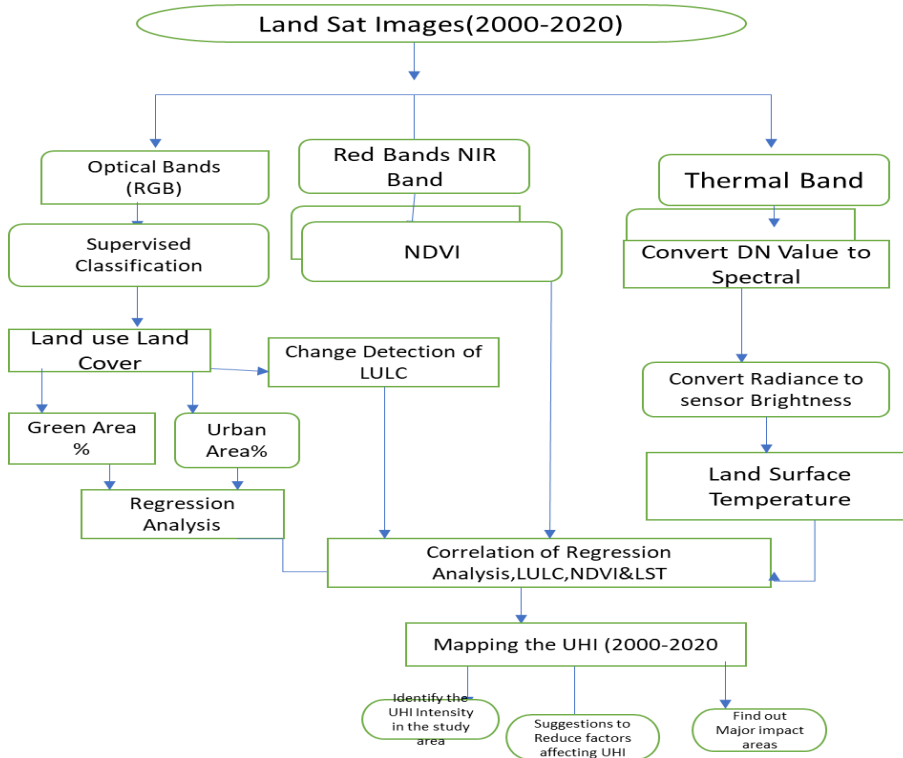 Land Sat Images(2000-2020)
Optical Bands
(RGB)
Red Bands NIR
Band
Thermal Band
Supervised
Classification
NDVI
Convert DN Value to
Spectral
Land use Land
Cover
Change Detection of
LULC
Convert Radiance to
sensor Brightness
Green Area
%
Urban
Area%
Land Surface
Temperature
Regression
Analysis
Correlation of Regression
Analysis,LULC,NDVI&LST
Mapping the UHI (2000-2020
Identify the
UHI Intensity
in the study
area
Suggestions to
Reduce factors
affecting UHI
Find out
Major impact
areas